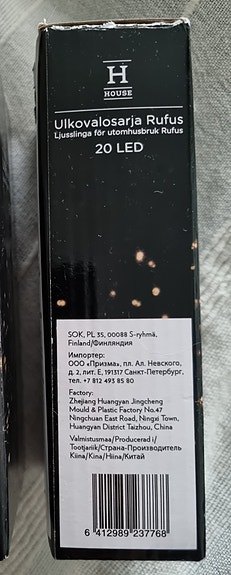 H
HOUSE
Ulkovalosarja Rufus
Ljusslinga för utomhusbruk Rufus
20 LED
SOK, PL 35, 00088 S-ryhmä,
Finland/Финляндия
Импортер:
ООО «Призма», пл. Ал. Невского,
д. 2, лит. Е, 191317 Санкт-Петербург,
тел. +7 812 493 85 80
Factory:
Zhejiang Huangyan Jingcheng
Mould & Plastic Factory No.47
Ningchuan East Road, Ningxi Town,
Huangyan District Taizhou, China
Valmistusmaa/Producerad i/
Tootjariik/Страна-Производитель
Kiina/Kina/Hiina/Китай
6 412989 237768